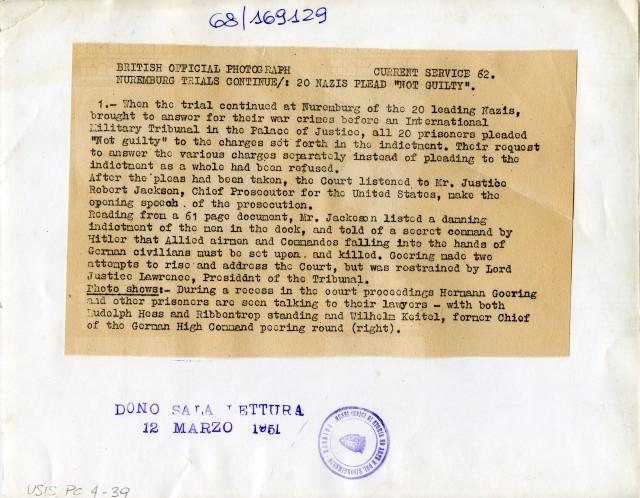 68/169129
BRITISH OFFICIAL PHOTOGRAPH CURRENT SERVICE 62.
NUREMBURG TRIALS CONTINUE/: 20 NAZIS PLEAD "NOT GUILTY".
1.- When the trial continued at Nuremburg of the 20 leading Nazis,
brought to answer for their war crimes before an International
Military Tribunal in the Palace of Justice, all 20 prisoners pleaded
"Not guilty" to the charges set forth in the indictment. Their request
to answer the various charges separately instead of pleading to the
indictment as a whole had been refused.
After the pleas had been taken, the Court listened to Mr. Justice
Robert Jackson, Chief Prosecutor for the United States, make the
opening speech . of the prosecution.
Reading from a 61 page document, Mr. Jackson listed a damning
indictment of the men in the dock, and told of a secret command by
Hitler that Allied airmen and Commandos falling into the hands of
German civilians must be set upon. and killed. Goering made two
attempts to rise and address the Court, but was restrained by Lord
Justice Lawrence, President of the Tribunal.
Photo shows:- During a recess in the court proceedings Hermann Goering
and other prisoners are seen talking to their lawyers - with both
Rudolph Hess and Ribbentrop standing and Wilhelm Keitel, former Chief
of the German High Command peering round (right).
DONO SALA LETTURA
12 MARZO 1951
USIS PC 4-39